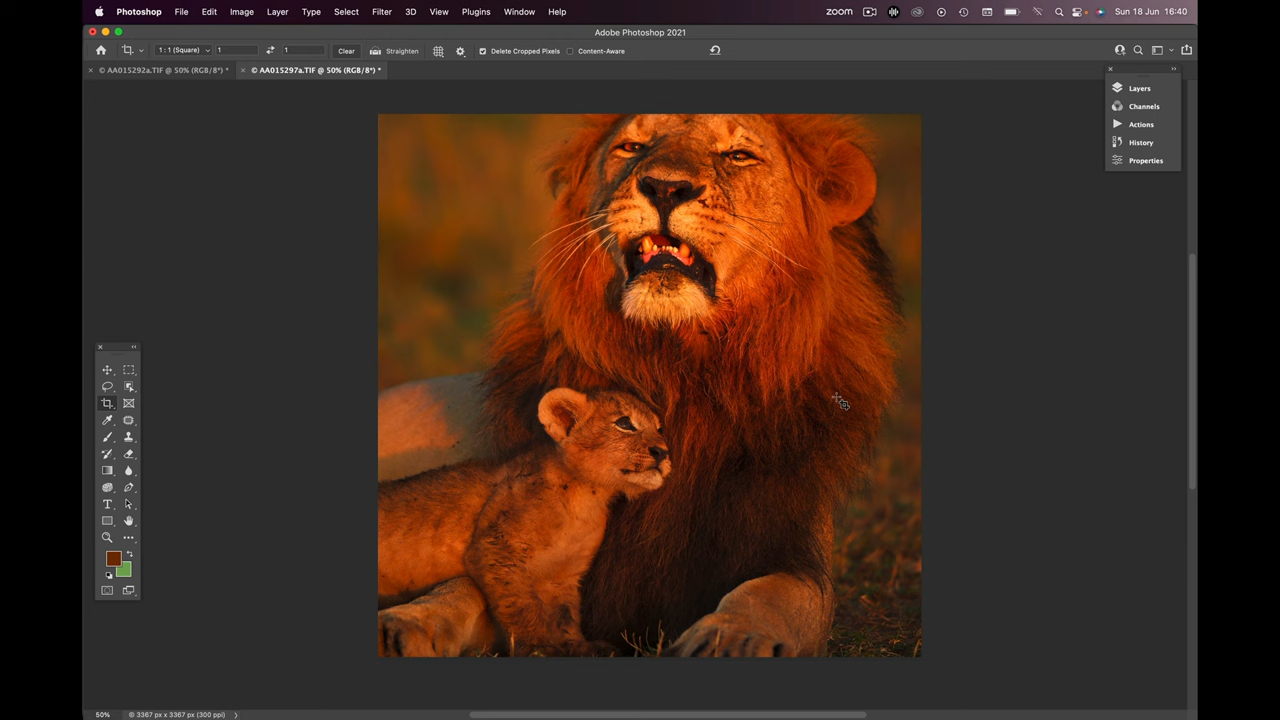 Photoshop File Edit Image Layer Type Select Filter 3D View Plugins Window Help zoom Sun 18 Jun 16:40
Adobe Photoshop 2021
1 : 1 (Square) 1 1 Clear Straighten Delete Cropped Pixels Content-Aware
© AA015292a.TIF @ 50% (RGB/8*) * © AA015297a.TIF @ 50% (RGB/8*) *
Layers
Channels
Actions
History
Properties
50% © 3367 px x 3367 px (300 ppi)